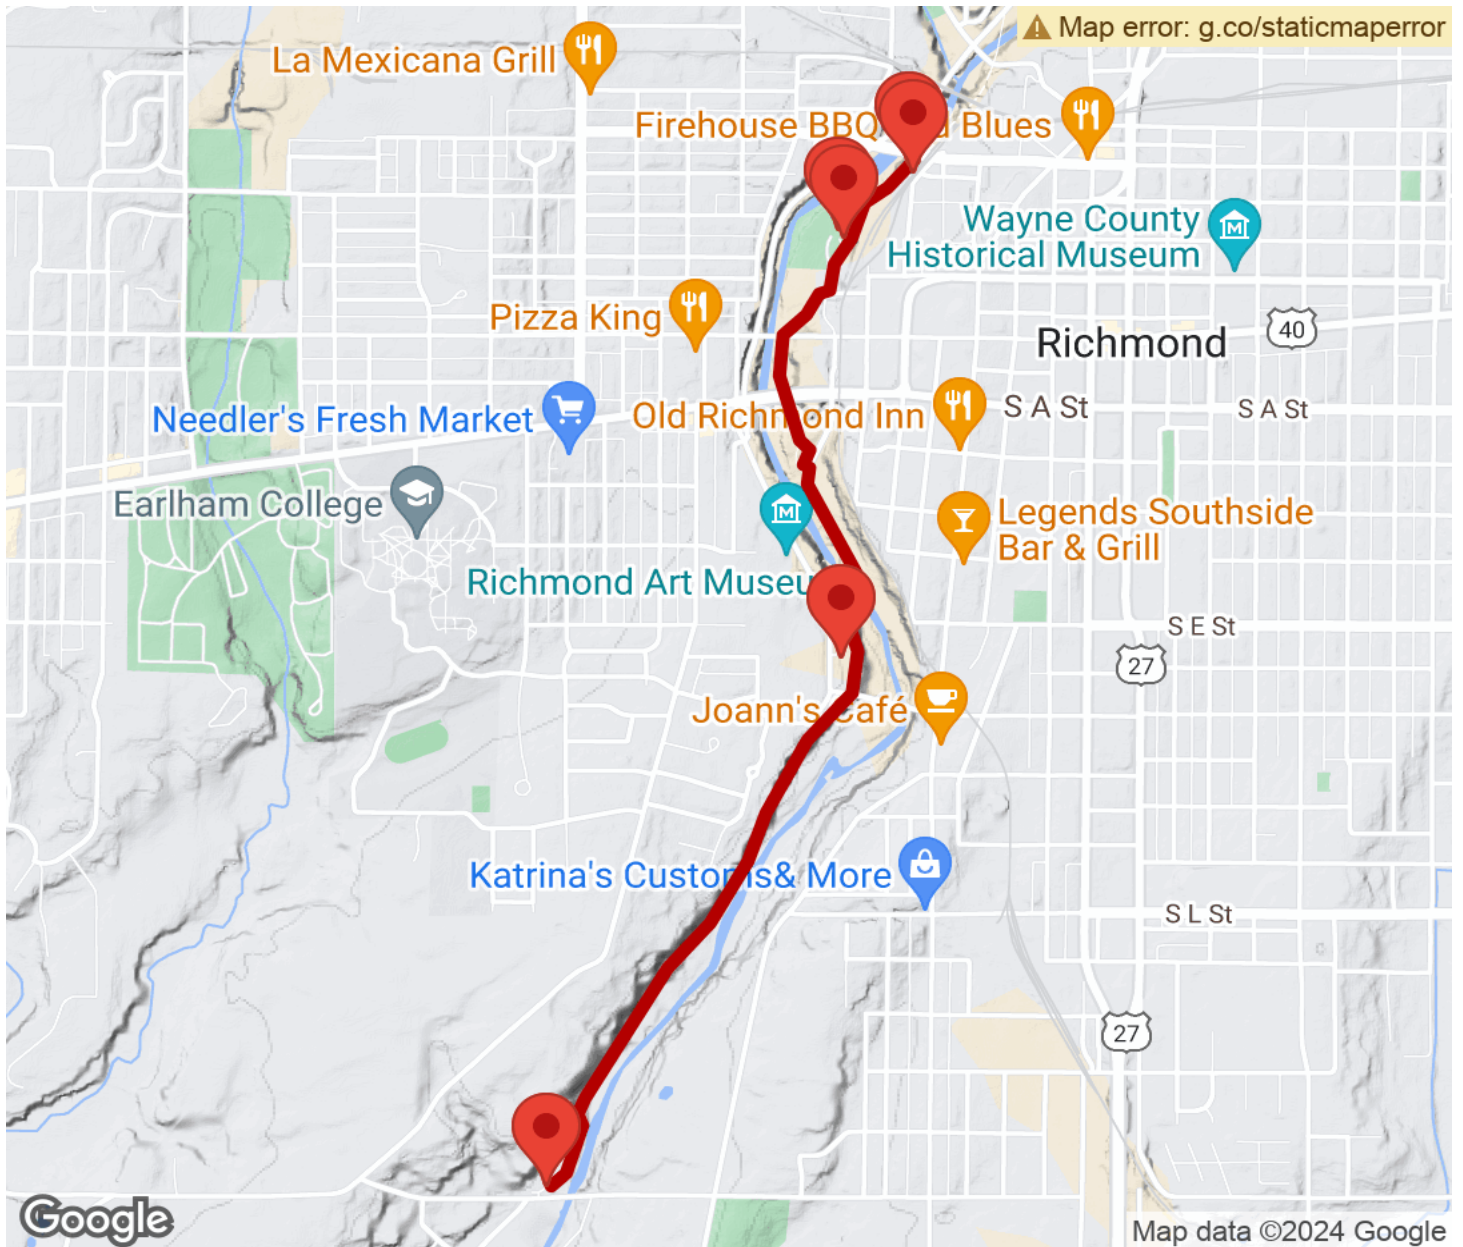 Map error: g.co/staticmaperror
La Mexicana Grill
Firehouse BBQ d Blues
Wayne County
Historical Museum
Pizza King
Richmond
40
Needler's Fresh Market
Old Richmond Inn
S A St
S A St
Earlham College
Legends Southside
Bar & Grill
Richmond Art Museu
S E St
27
Joann's Café
Katrina's Customs& More
S L St
27
Google
Map data ©2024 Google